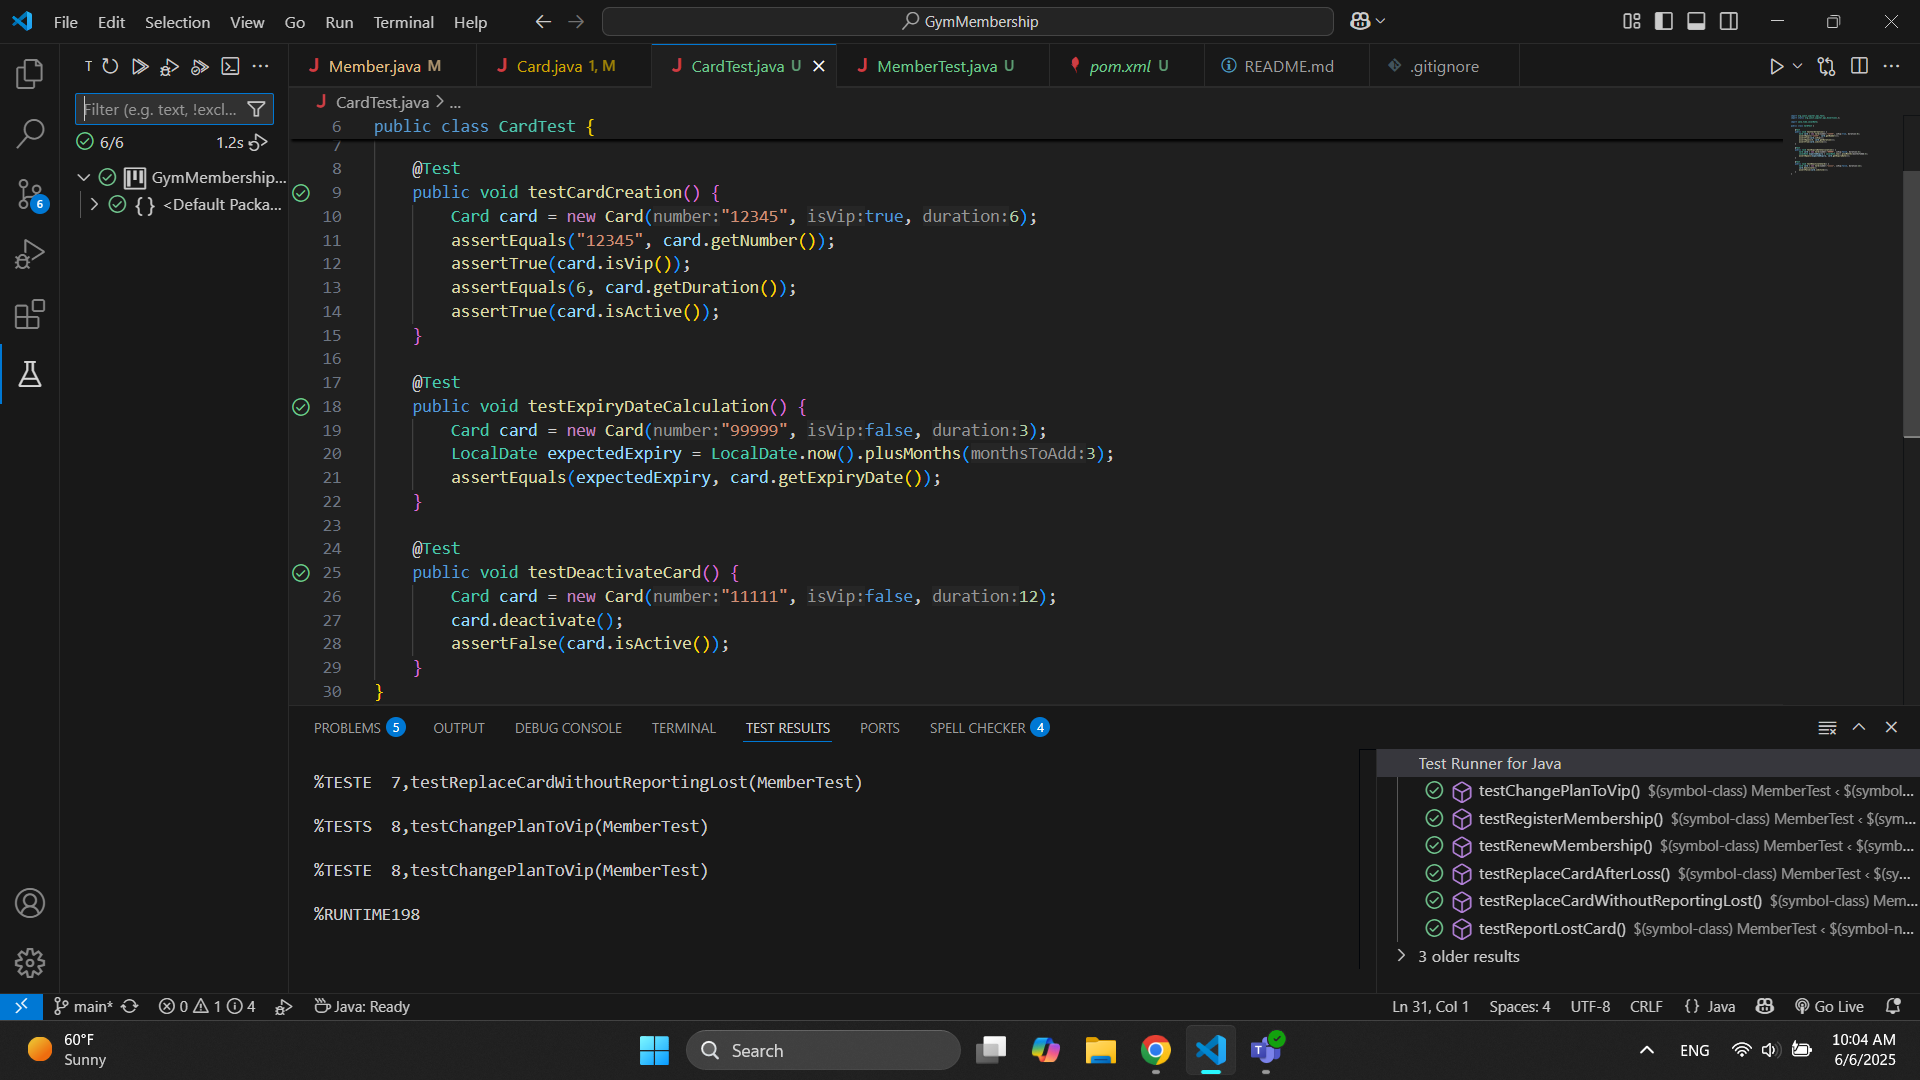 File Edit Selection View Go Run Terminal Help
GymMembership
T
Filter (e.g. text, !excl...
6/6 1.2s
GymMembership...
{ } <Default Packa...
6
Member.java M
Card.java 1, M
CardTest.java U
MemberTest.java U
pom.xml U
README.md
.gitignore
CardTest.java > ...
6 public class CardTest {
7
8 @Test
9 public void testCardCreation() {
10 Card card = new Card(number:"12345", isVip:true, duration:6);
11 assertEquals("12345", card.getNumber());
12 assertTrue(card.isVip());
13 assertEquals(6, card.getDuration());
14 assertTrue(card.isActive());
15 }
16
17 @Test
18 public void testExpiryDateCalculation() {
19 Card card = new Card(number:"99999", isVip:false, duration:3);
20 LocalDate expectedExpiry = LocalDate.now().plusMonths(monthsToAdd:3);
21 assertEquals(expectedExpiry, card.getExpiryDate());
22 }
23
24 @Test
25 public void testDeactivateCard() {
26 Card card = new Card(number:"11111", isVip:false, duration:12);
27 card.deactivate();
28 assertFalse(card.isActive());
29 }
30 }
PROBLEMS 5 OUTPUT DEBUG CONSOLE TERMINAL TEST RESULTS PORTS SPELL CHECKER 4
%TESTE 7,testReplaceCardWithoutReportingLost(MemberTest)
%TESTS 8,testChangePlanToVip(MemberTest)
%TESTE 8,testChangePlanToVip(MemberTest)
%RUNTIME198
Test Runner for Java
testChangePlanToVip() $(symbol-class) MemberTest ‹ $(symbol...
testRegisterMembership() $(symbol-class) MemberTest ‹ $(sym...
testRenewMembership() $(symbol-class) MemberTest ‹ $(symb...
testReplaceCardAfterLoss() $(symbol-class) MemberTest ‹ $(sy...
testReplaceCardWithoutReportingLost() $(symbol-class) Mem...
testReportLostCard() $(symbol-class) MemberTest ‹ $(symbol-n...
3 older results
main* 0 1 4 Java: Ready
Ln 31, Col 1 Spaces: 4 UTF-8 CRLF { } Java Go Live
60°F
Sunny
Search
ENG
10:04 AM
6/6/2025